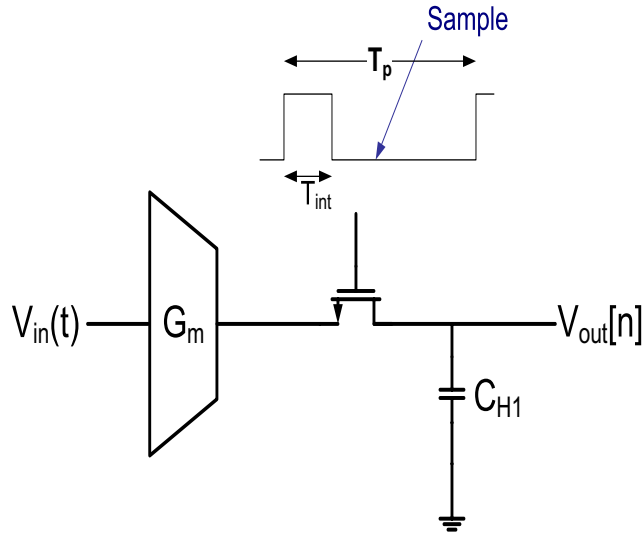 Sample
Tp
Tint
Vin(t)
Gm
Vout[n]
CH1